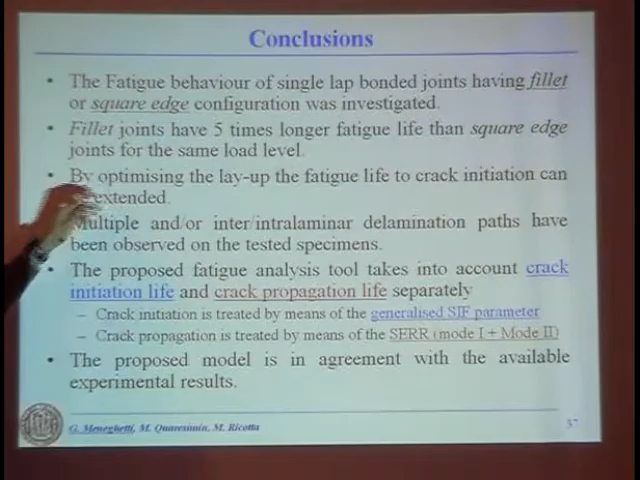 Conclusions
• The Fatigue behaviour of single lap bonded joints having fillet
or square edge configuration was investigated.
• Fillet joints have 5 times longer fatigue life than square edge
joints for the same load level.
• By optimising the lay-up the fatigue life to crack initiation can
extended.
Multiple and/or inter/intralaminar delamination paths have
been observed on the tested specimens.
• The proposed fatigue analysis tool takes into account crack
initiation life and crack propagation life separately
– Crack initiation is treated by means of the generalised SIF parameter
– Crack propagation is treated by means of the SERR (mode I + Mode II)
• The proposed model is in agreement with the available
experimental results.
G. Meneghetti, M. Quaresimin, M. Ricotta
37